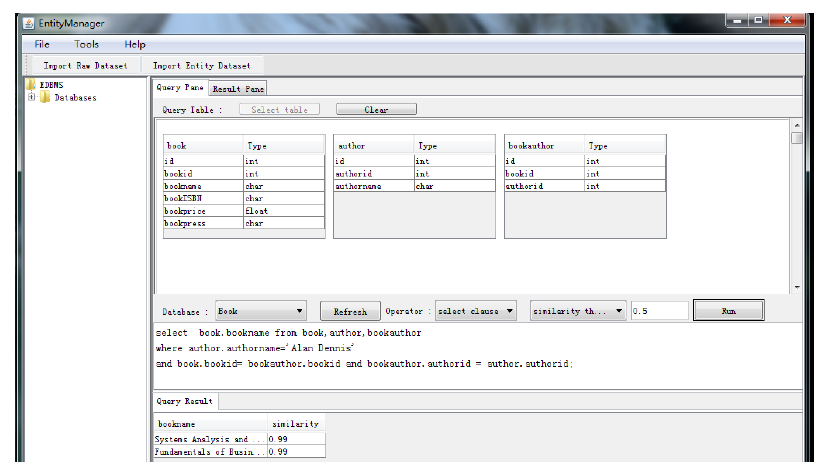 EntityManager
File Tools Help
Import Raw Dataset Import Entity Dataset
EDBMS
Databases
Query Pane Result Pane
Query Table : Select table Clear
book Type
id int
bookid int
bookname char
bookISBN char
bookprice float
bookpress char
author Type
id int
authorid int
authorname char
bookauthor Type
id int
bookid int
authorid int
Database : Book Refresh Operator : select clause similarity th... 0.5 Run
select book.bookname from book,author,bookauthor
where author.authorname='Alan Dennis'
and book.bookid= bookauthor.bookid and bookauthor.authorid = author.authorid;
Query Result
bookname similarity
Systems Analysis and ... 0.99
Fundamentals of Busin... 0.99